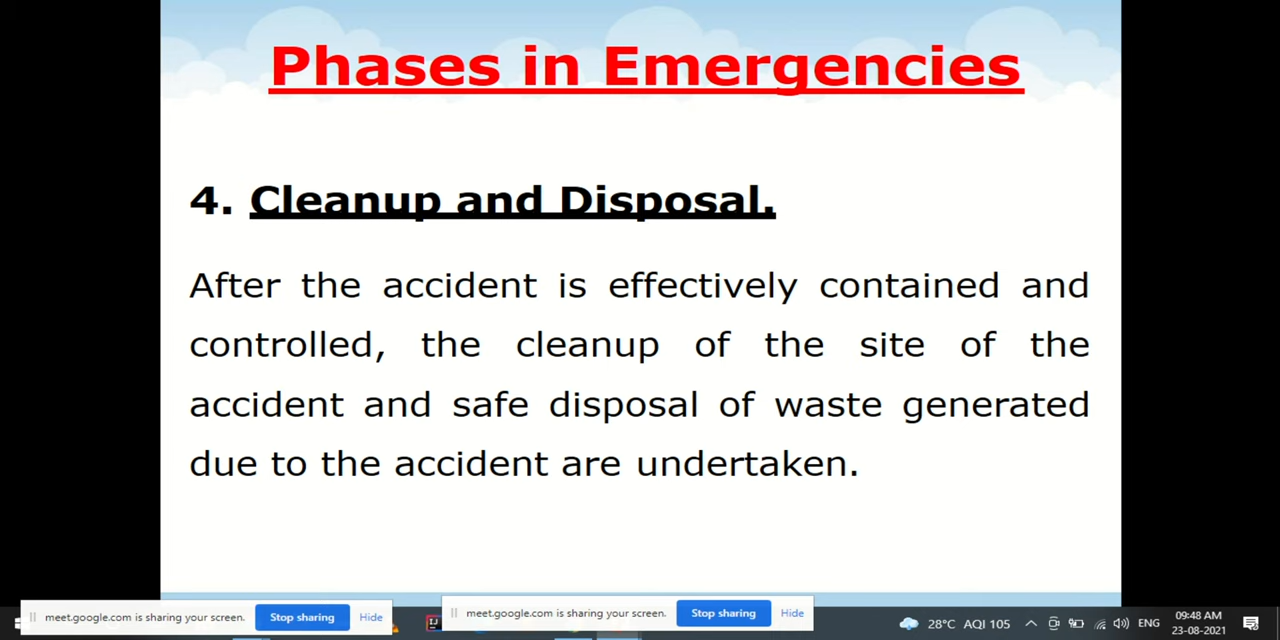 Phases in Emergencies
4. Cleanup and Disposal.
After the accident is effectively contained and
controlled, the cleanup of the site of the
accident and safe disposal of waste generated
due to the accident are undertaken.
meet.google.com is sharing your screen. Stop sharing Hide
meet.google.com is sharing your screen. Stop sharing Hide
IJ
28°C AQI 105 ENG
09:48 AM
23-08-2021